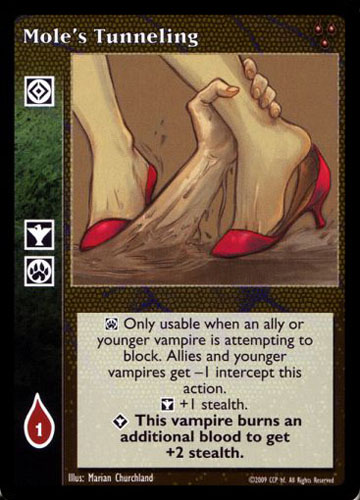 Mole's Tunneling
Only usable when an ally or
younger vampire is attempting to
block. Allies and younger
vampires get –1 intercept this
action.
+1 stealth.
This vampire burns an
additional blood to get
+2 stealth.
1
Illus: Marian Churchland
©2009 CCP hf. All Rights Reserved